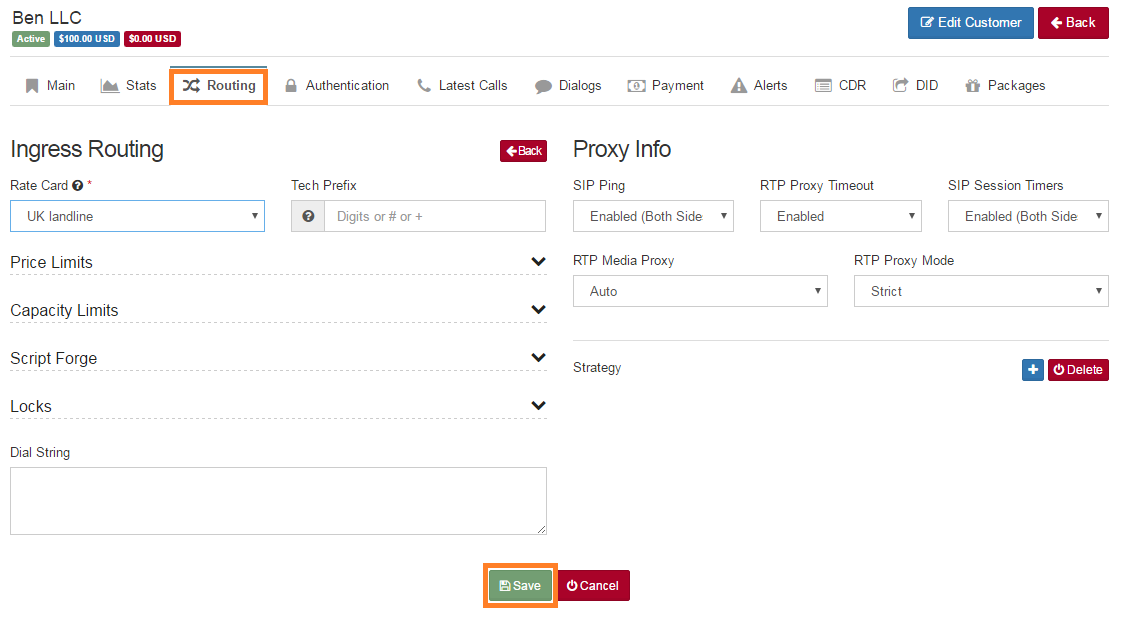 Ben LLC
Edit Customer Back
Active $100.00 USD $0.00 USD
Main Stats Routing Authentication Latest Calls Dialogs Payment Alerts CDR DID Packages
Ingress Routing Back
Rate Card ? * Tech Prefix
UK landline ? Digits or # or +
Price Limits
Capacity Limits
Script Forge
Locks
Dial String
Proxy Info
SIP Ping RTP Proxy Timeout SIP Session Timers
Enabled (Both Side Enabled Enabled (Both Side
RTP Media Proxy RTP Proxy Mode
Auto Strict
Strategy + Delete
Save Cancel